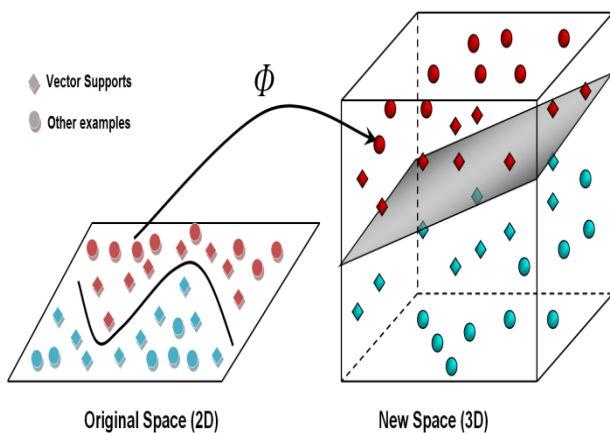 Vector Supports
Other examples
Φ
Original Space (2D)
New Space (3D)